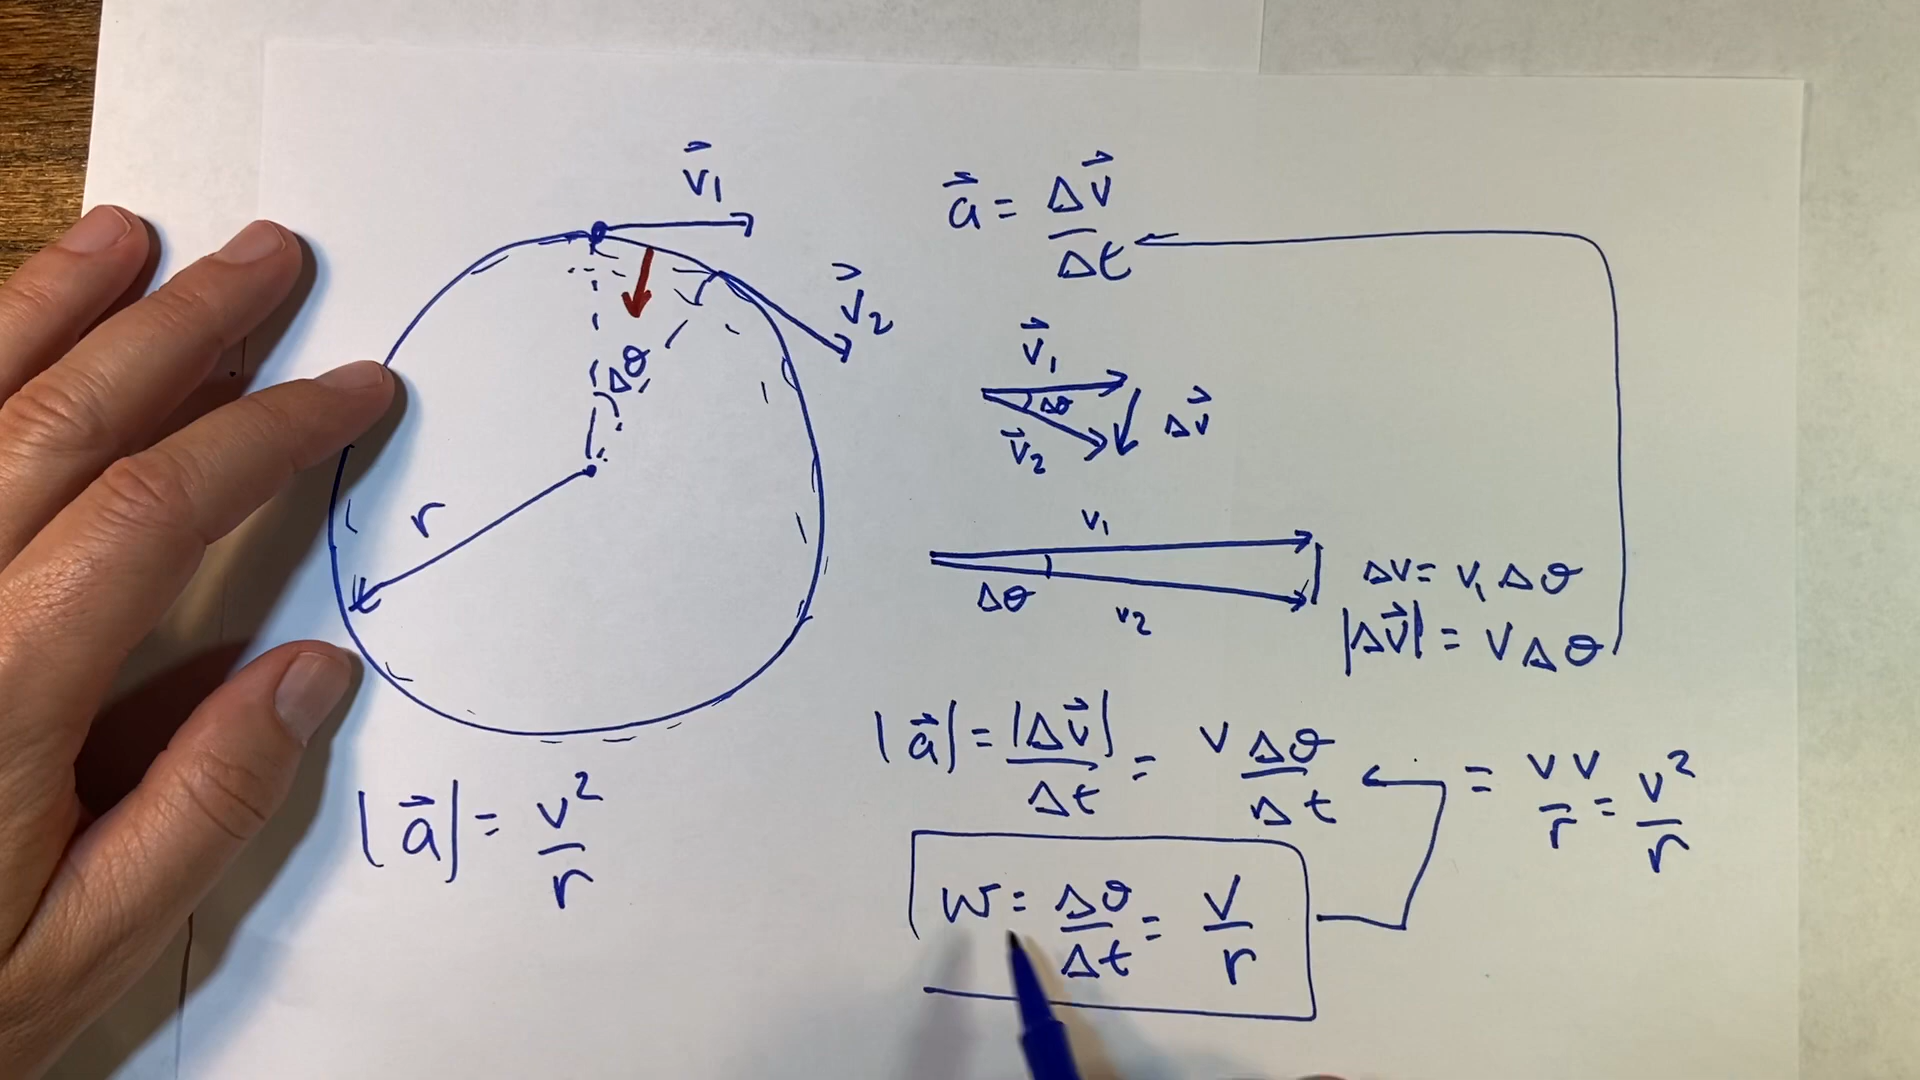 v⃗₁
v⃗₂
Δθ
r
|a⃗| = v²/r
a⃗ = Δv⃗/Δt
v⃗₁
Δθ
Δv⃗
v⃗₂
v₁
Δθ
v₂
Δv = v₁ Δθ
|Δv⃗| = v Δθ
|a⃗| = |Δv⃗|/Δt = v Δθ/Δt = v v/r = v²/r
w = Δθ/Δt = v/r